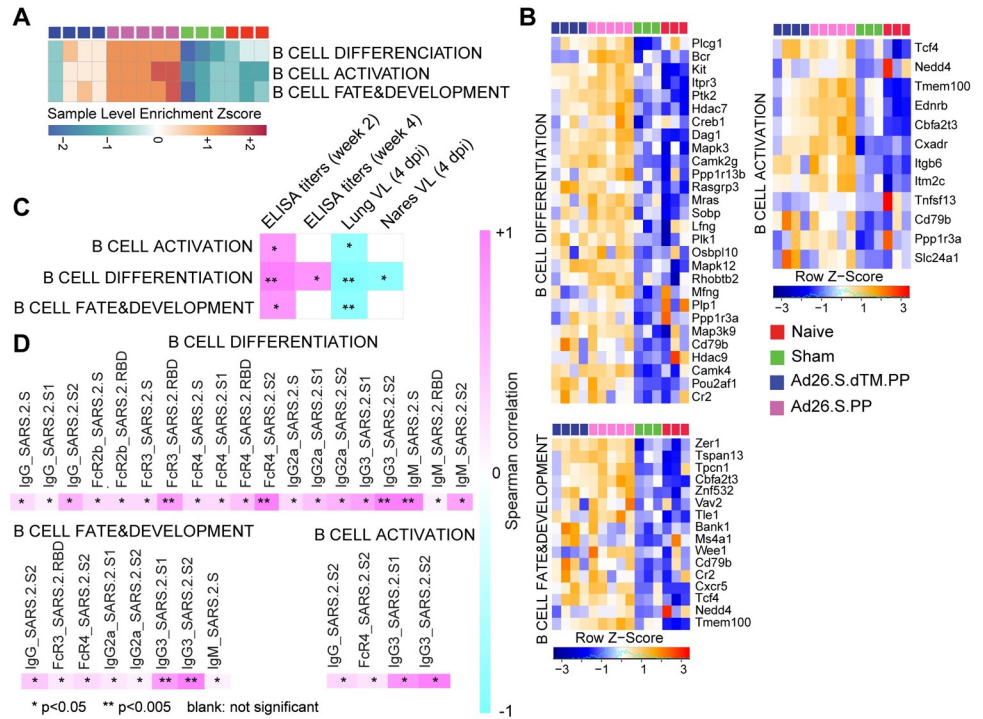 A
B CELL DIFFERENCIATION
B CELL ACTIVATION
B CELL FATE&DEVELOPMENT
Sample Level Enrichment Zscore
-2
0
+2
B
B CELL DIFFERENTIATION
Plcg1
Bcr
Kit
Itpr3
Ptk2
Hdac7
Creb1
Dag1
Mapk3
Camk2g
Ppp1r13b
Rasgrp3
Mras
Sobp
Lfng
Plk1
Osbpl10
Mapk12
Rhobtb2
Mfng
Plp1
Ppp1r3a
Map3k9
Cd79b
Hdac9
Camk4
Pou2af1
Cr2
B CELL ACTIVATION
Tcf4
Nedd4
Tmem100
Ednrb
Cbfa2t3
Cxadr
Itgb6
Itm2c
Tnfsf13
Cd79b
Ppp1r3a
Slc24a1
Row Z-Score
-3 -1 1 3
Naive
Sham
Ad26.S.dTM.PP
Ad26.S.PP
B CELL FATE&DEVELOPMENT
Zer1
Tspan13
Tpcn1
Cbfa2t3
Znf532
Vav2
Tle1
Bank1
Ms4a1
Wee1
Cd79b
Cr2
Cxcr5
Tcf4
Nedd4
Tmem100
Row Z-Score
-3 -1 1 3
C
ELISA titers (week 2)
ELISA titers (week 4)
Lung VL (4 dpi)
Nares VL (4 dpi)
B CELL ACTIVATION * *
B CELL DIFFERENTIATION ** * ** *
B CELL FATE&DEVELOPMENT * **
+1
0
-1
Spearman correlation
D
B CELL DIFFERENTIATION
IgG_SARS.2.S
IgG_SARS.2.S1
IgG_SARS.2.S2
FcR2b_SARS.2.S
FcR2b_SARS.2.RBD
FcR3_SARS.2.S
FcR3_SARS.2.RBD
FcR4_SARS.2.S
FcR4_SARS.2.S1
FcR4_SARS.2.RBD
FcR4_SARS.2.S2
IgG2a_SARS.2.S
IgG2a_SARS.2.S1
IgG2a_SARS.2.S2
IgG3_SARS.2.S1
IgG3_SARS.2.S2
IgM_SARS.2.S
IgM_SARS.2.RBD
IgM_SARS.2.S2
* * * * * * ** * * * ** * * * * ** ** * *
B CELL FATE&DEVELOPMENT
IgG_SARS.2.S2
FcR3_SARS.2.RBD
FcR4_SARS.2.S2
IgG2a_SARS.2.S1
IgG2a_SARS.2.S2
IgG3_SARS.2.S1
IgG3_SARS.2.S2
IgM_SARS.2.S
* * * * * ** ** *
B CELL ACTIVATION
IgG_SARS.2.S2
FcR4_SARS.2.S2
IgG3_SARS.2.S1
IgG3_SARS.2.S2
* * * *
* p<0.05 ** p<0.005 blank: not significant